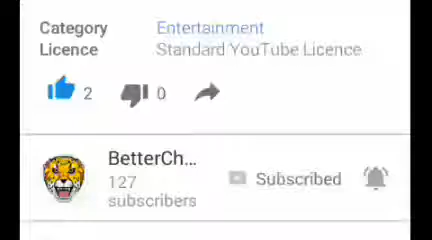 Category Entertainment
Licence Standard YouTube Licence
2 0
BetterCh...
127
subscribers
Subscribed